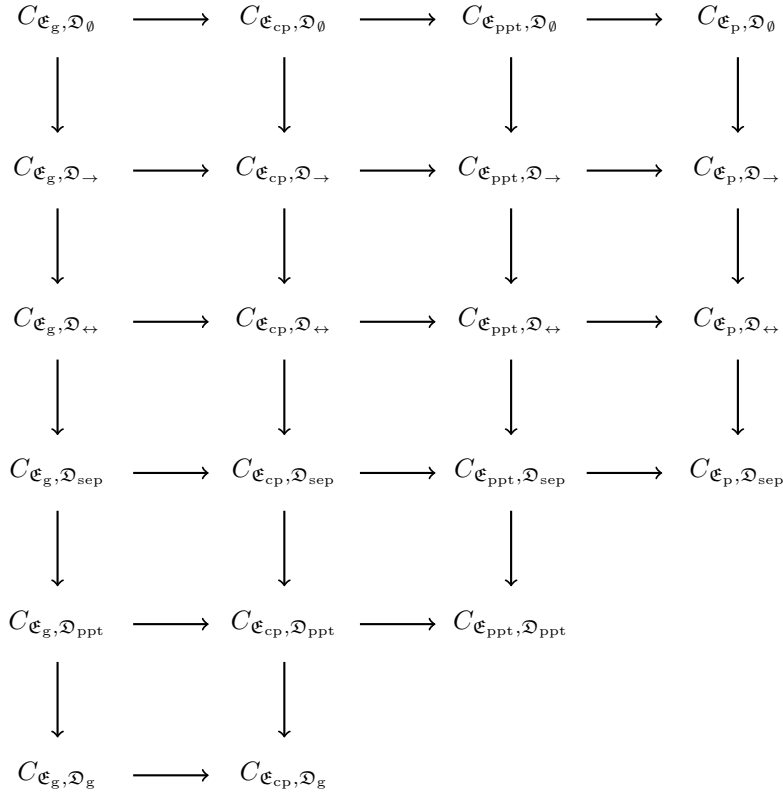 C_{𝔈_g,𝔇_∅} → C_{𝔈_cp,𝔇_∅} → C_{𝔈_ppt,𝔇_∅} → C_{𝔈_p,𝔇_∅}
↓ ↓ ↓ ↓
C_{𝔈_g,𝔇_→} → C_{𝔈_cp,𝔇_→} → C_{𝔈_ppt,𝔇_→} → C_{𝔈_p,𝔇_→}
↓ ↓ ↓ ↓
C_{𝔈_g,𝔇_↔} → C_{𝔈_cp,𝔇_↔} → C_{𝔈_ppt,𝔇_↔} → C_{𝔈_p,𝔇_↔}
↓ ↓ ↓ ↓
C_{𝔈_g,𝔇_sep} → C_{𝔈_cp,𝔇_sep} → C_{𝔈_ppt,𝔇_sep} → C_{𝔈_p,𝔇_sep}
↓ ↓ ↓
C_{𝔈_g,𝔇_ppt} → C_{𝔈_cp,𝔇_ppt} → C_{𝔈_ppt,𝔇_ppt}
↓ ↓
C_{𝔈_g,𝔇_g} → C_{𝔈_cp,𝔇_g}